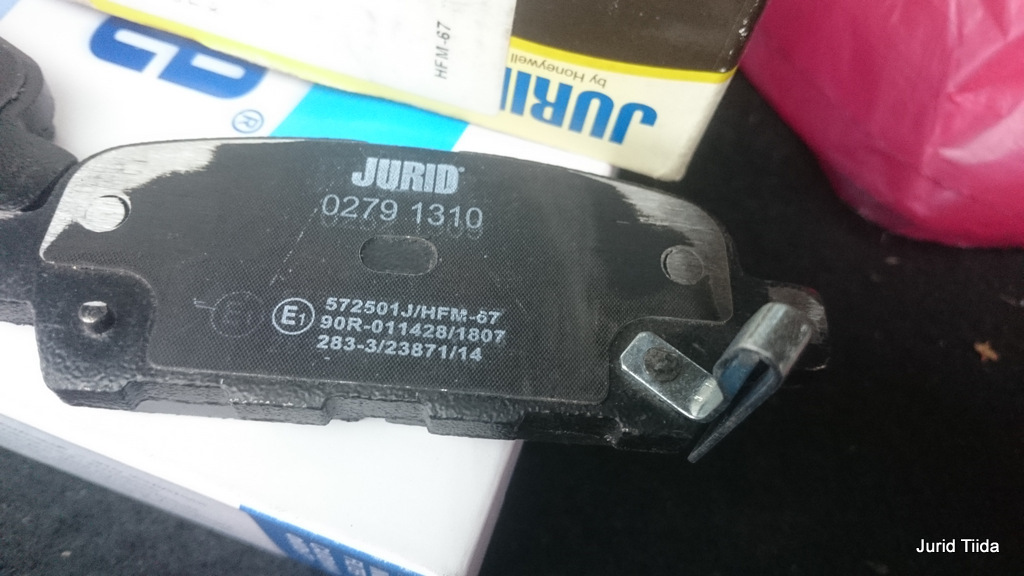 HFM-67
by Honeywell
JURID
®
JURID
0279 1310
E1
572501J/HFM-67
90R-011428/1807
283-3/23871/14
Jurid Tiida